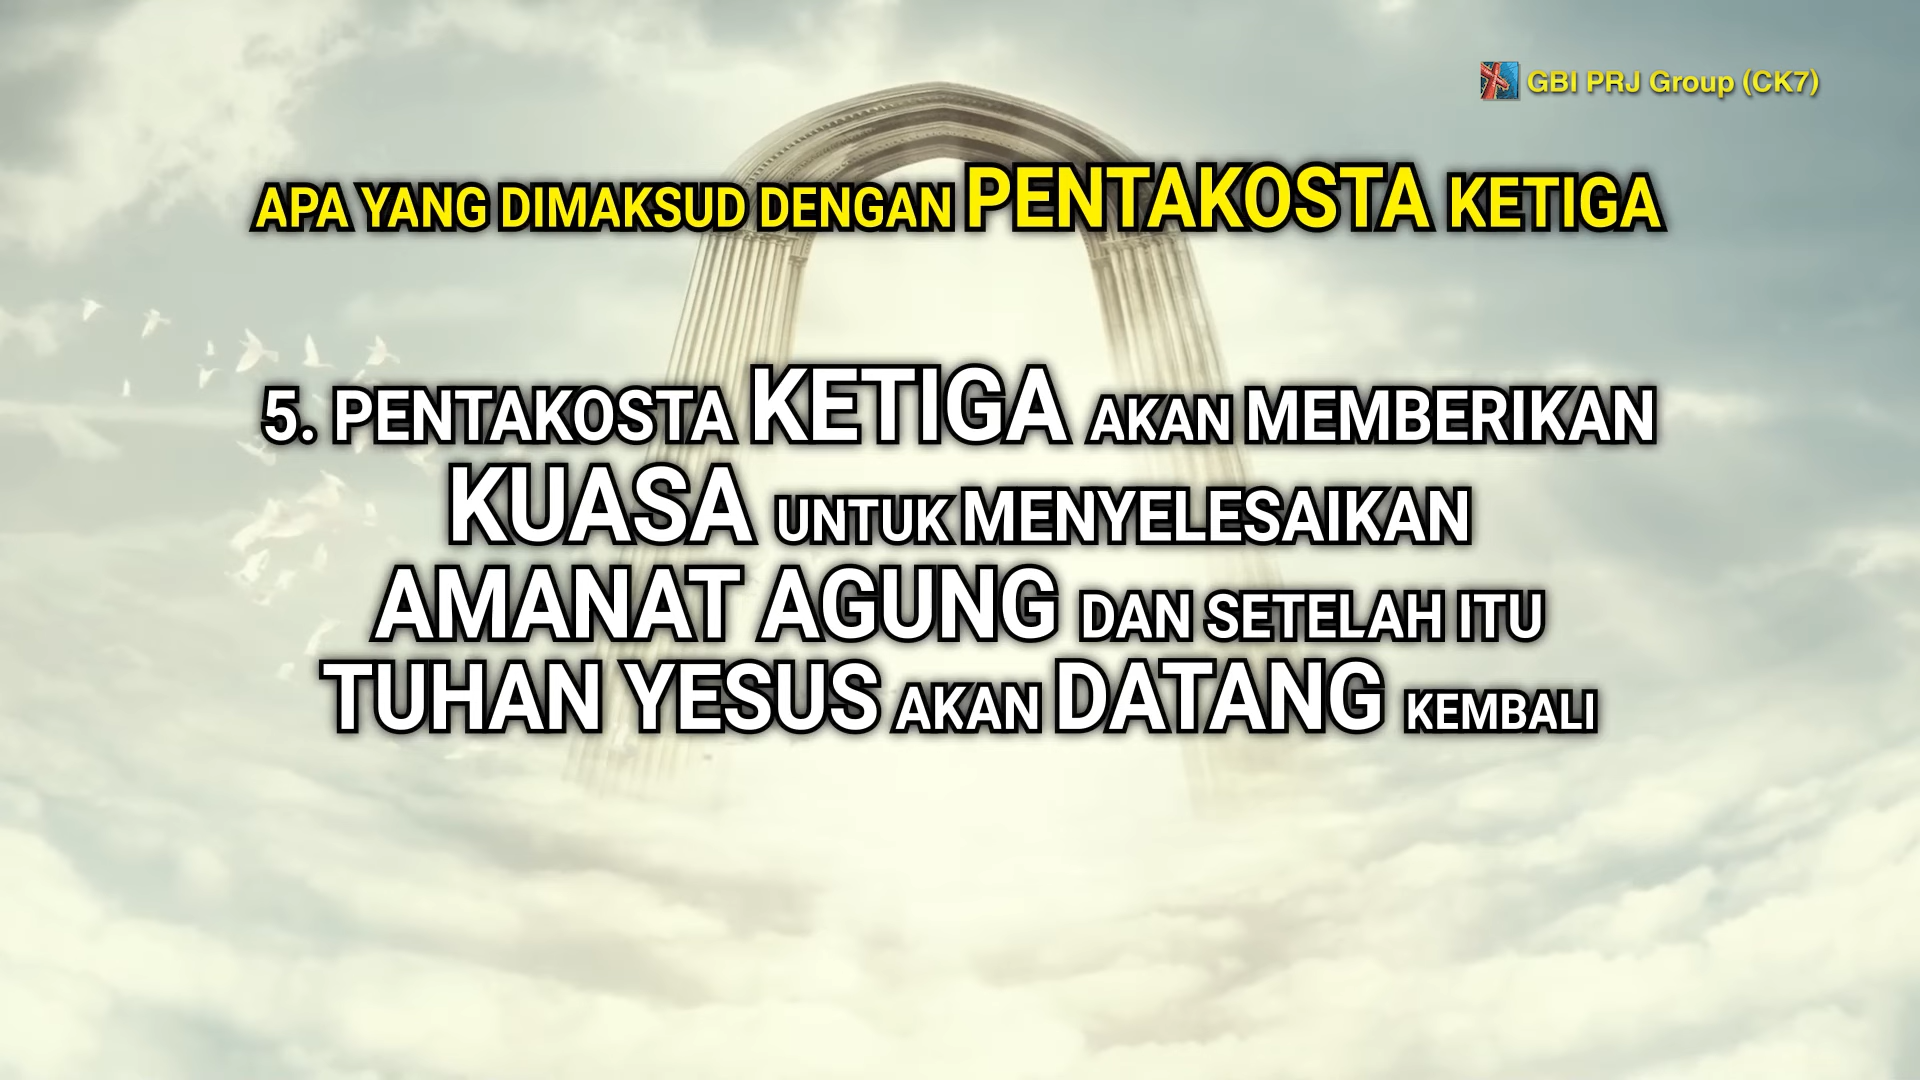 GBI PRJ Group (CK7)
APA YANG DIMAKSUD DENGAN PENTAKOSTA KETIGA
5. PENTAKOSTA KETIGA AKAN MEMBERIKAN
KUASA UNTUK MENYELESAIKAN
AMANAT AGUNG DAN SETELAH ITU
TUHAN YESUS AKAN DATANG KEMBALI